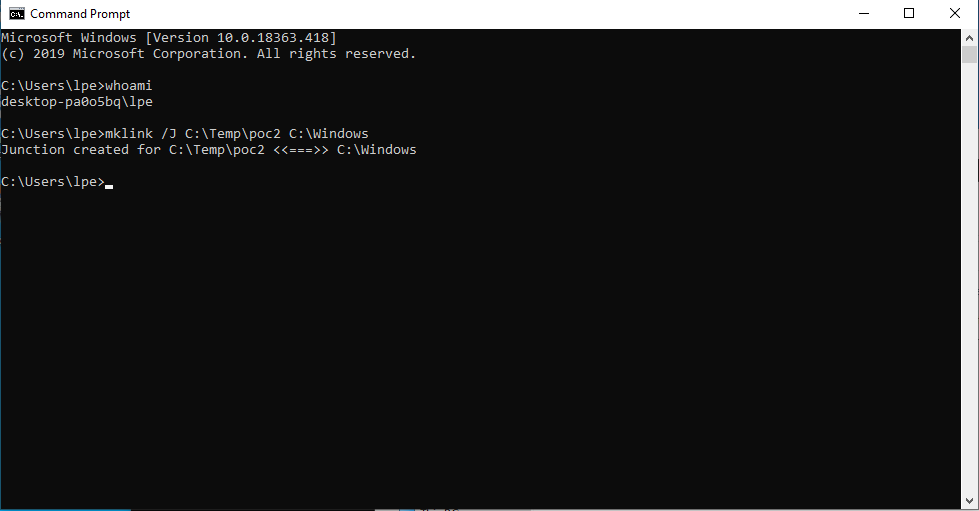 Command Prompt
Microsoft Windows [Version 10.0.18363.418]
(c) 2019 Microsoft Corporation. All rights reserved.
C:\Users\lpe>whoami
desktop-pa0o5bq\lpe
C:\Users\lpe>mklink /J C:\Temp\poc2 C:\Windows
Junction created for C:\Temp\poc2 <<===>> C:\Windows
C:\Users\lpe>